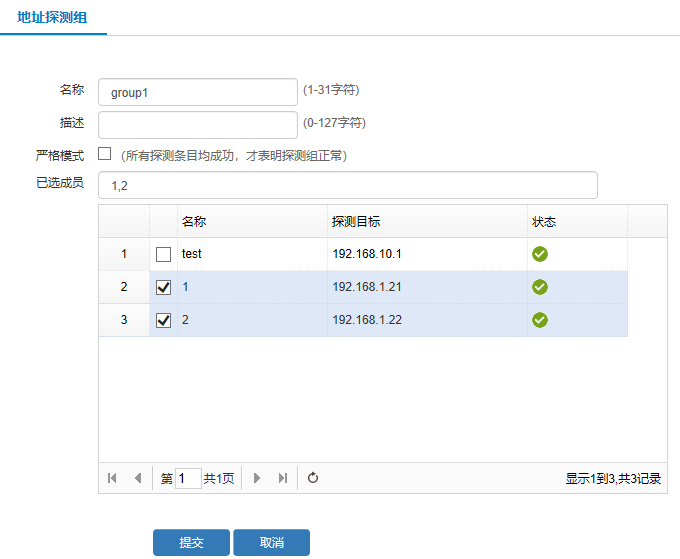 地址探测组
名称 group1 (1-31字符)
描述 (0-127字符)
严格模式 (所有探测条目均成功，才表明探测组正常)
已选成员 1,2
名称 探测目标 状态
1 test 192.168.10.1
2 1 192.168.1.21
3 2 192.168.1.22
第 1 共1页 显示1到3,共3记录
提交 取消